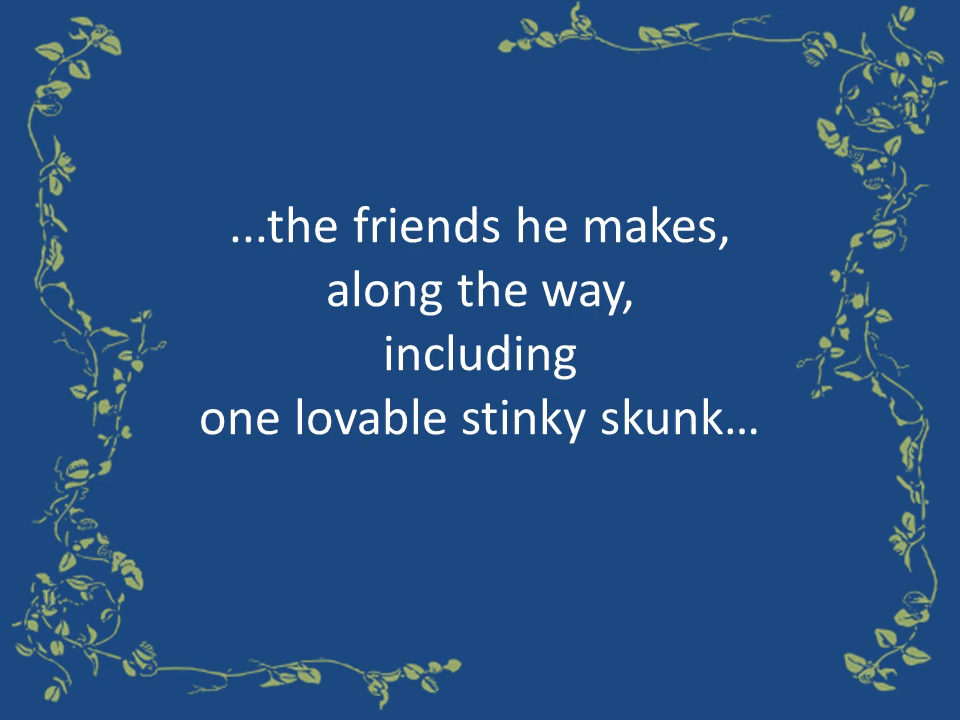 ...the friends he makes,
along the way,
including
one lovable stinky skunk…